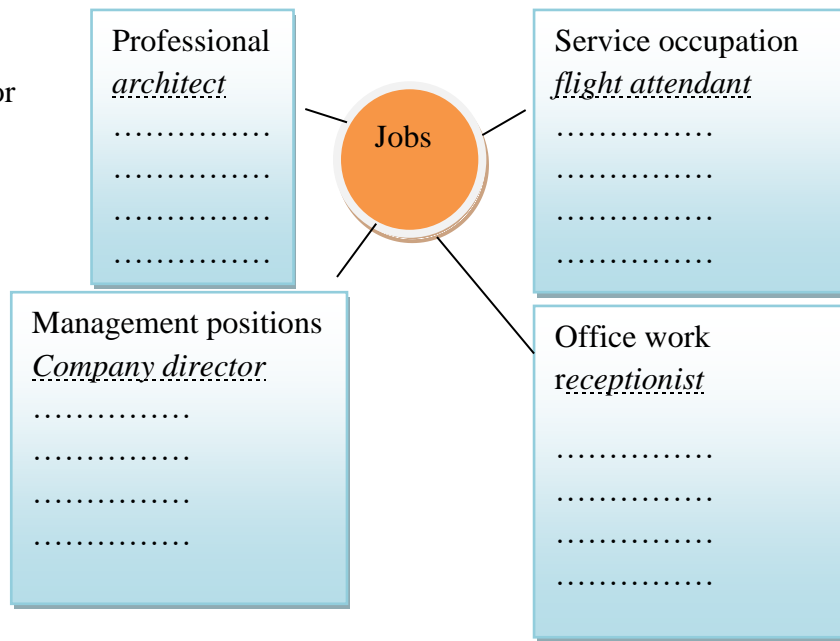 or
Professional
architect
……………
……………
……………
……………
Jobs
Service occupation
flight attendant
……………
……………
……………
……………
Management positions
Company director
……………
……………
……………
……………
Office work
receptionist
……………
……………
……………
……………